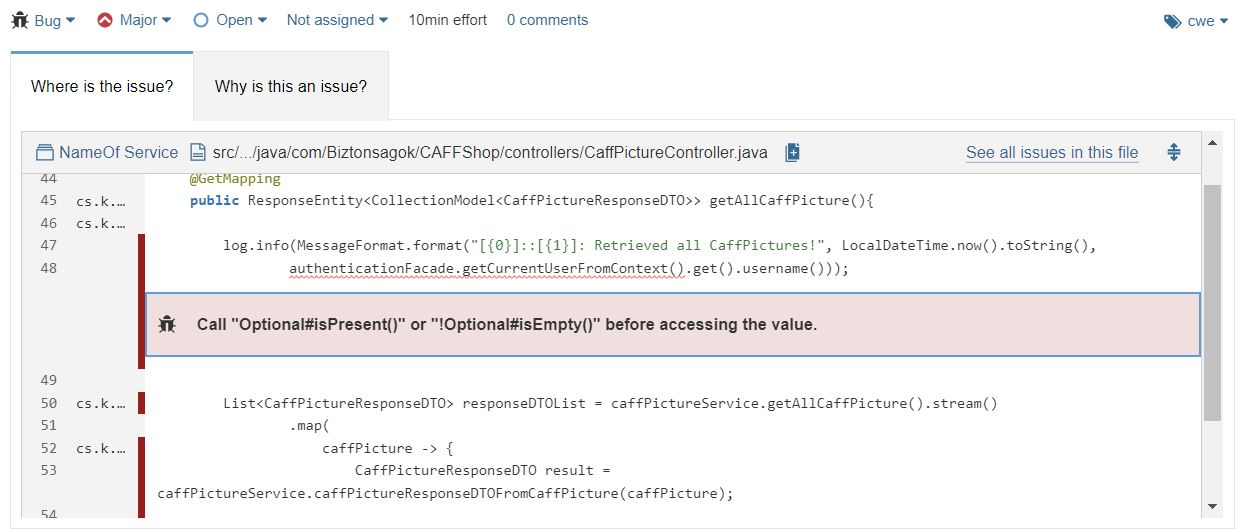 Bug Major Open Not assigned 10min effort 0 comments cwe
Where is the issue? Why is this an issue?
NameOf Service src/.../java/com/Biztonsagok/CAFFShop/controllers/CaffPictureController.java See all issues in this file
44 @GetMapping
45 cs.k.… public ResponseEntity<CollectionModel<CaffPictureResponseDTO>> getAllCaffPicture(){
46 cs.k.…
47 log.info(MessageFormat.format("[{0}]::[{1}]: Retrieved all CaffPictures!", LocalDateTime.now().toString(),
48 authenticationFacade.getCurrentUserFromContext().get().username()));
Call "Optional#isPresent()" or "!Optional#isEmpty()" before accessing the value.
49
50 cs.k.… List<CaffPictureResponseDTO> responseDTOList = caffPictureService.getAllCaffPicture().stream()
51 .map(
52 cs.k.… caffPicture -> {
53 CaffPictureResponseDTO result =
caffPictureService.caffPictureResponseDTOFromCaffPicture(caffPicture);
54